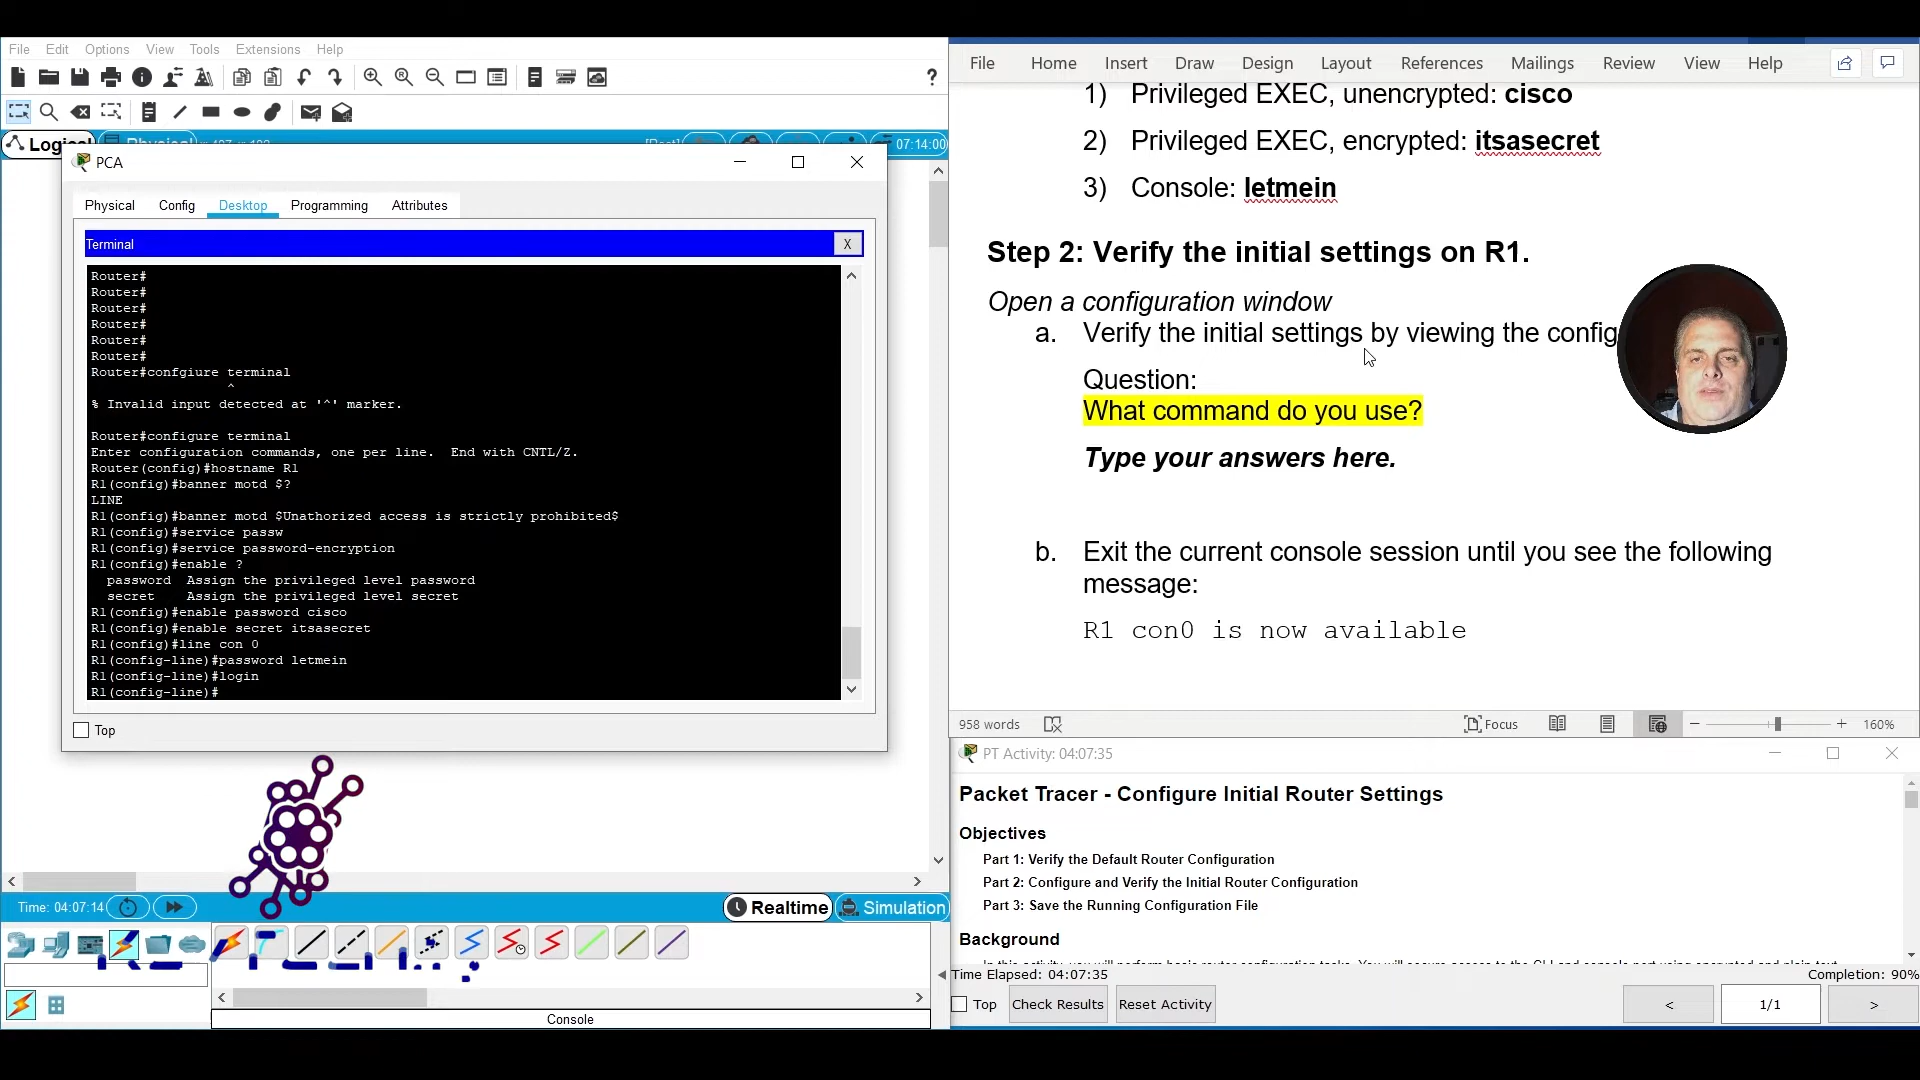 File Edit Options View Tools Extensions Help
?
Logical
07:14:00
PCA
Physical Config Desktop Programming Attributes
Terminal X
Router#
Router#
Router#
Router#
Router#
Router#
Router#confgiure terminal
^
% Invalid input detected at '^' marker.
Router#configure terminal
Enter configuration commands, one per line. End with CNTL/Z.
Router(config)#hostname R1
R1(config)#banner motd $?
LINE
R1(config)#banner motd $Unathorized access is strictly prohibited$
R1(config)#service passw
R1(config)#service password-encryption
R1(config)#enable ?
password Assign the privileged level password
secret Assign the privileged level secret
R1(config)#enable password cisco
R1(config)#enable secret itsasecret
R1(config)#line con 0
R1(config-line)#password letmein
R1(config-line)#login
R1(config-line)#
Top
Time: 04:07:14
Realtime Simulation
Console
File Home Insert Draw Design Layout References Mailings Review View Help
1) Privileged EXEC, unencrypted: cisco
2) Privileged EXEC, encrypted: itsasecret
3) Console: letmein
Step 2: Verify the initial settings on R1.
Open a configuration window
a. Verify the initial settings by viewing the config
Question:
What command do you use?
Type your answers here.
b. Exit the current console session until you see the following
message:
R1 con0 is now available
958 words Focus 160%
PT Activity: 04:07:35
Packet Tracer - Configure Initial Router Settings
Objectives
Part 1: Verify the Default Router Configuration
Part 2: Configure and Verify the Initial Router Configuration
Part 3: Save the Running Configuration File
Background
Time Elapsed: 04:07:35 Completion: 90%
Top Check Results Reset Activity < 1/1 >